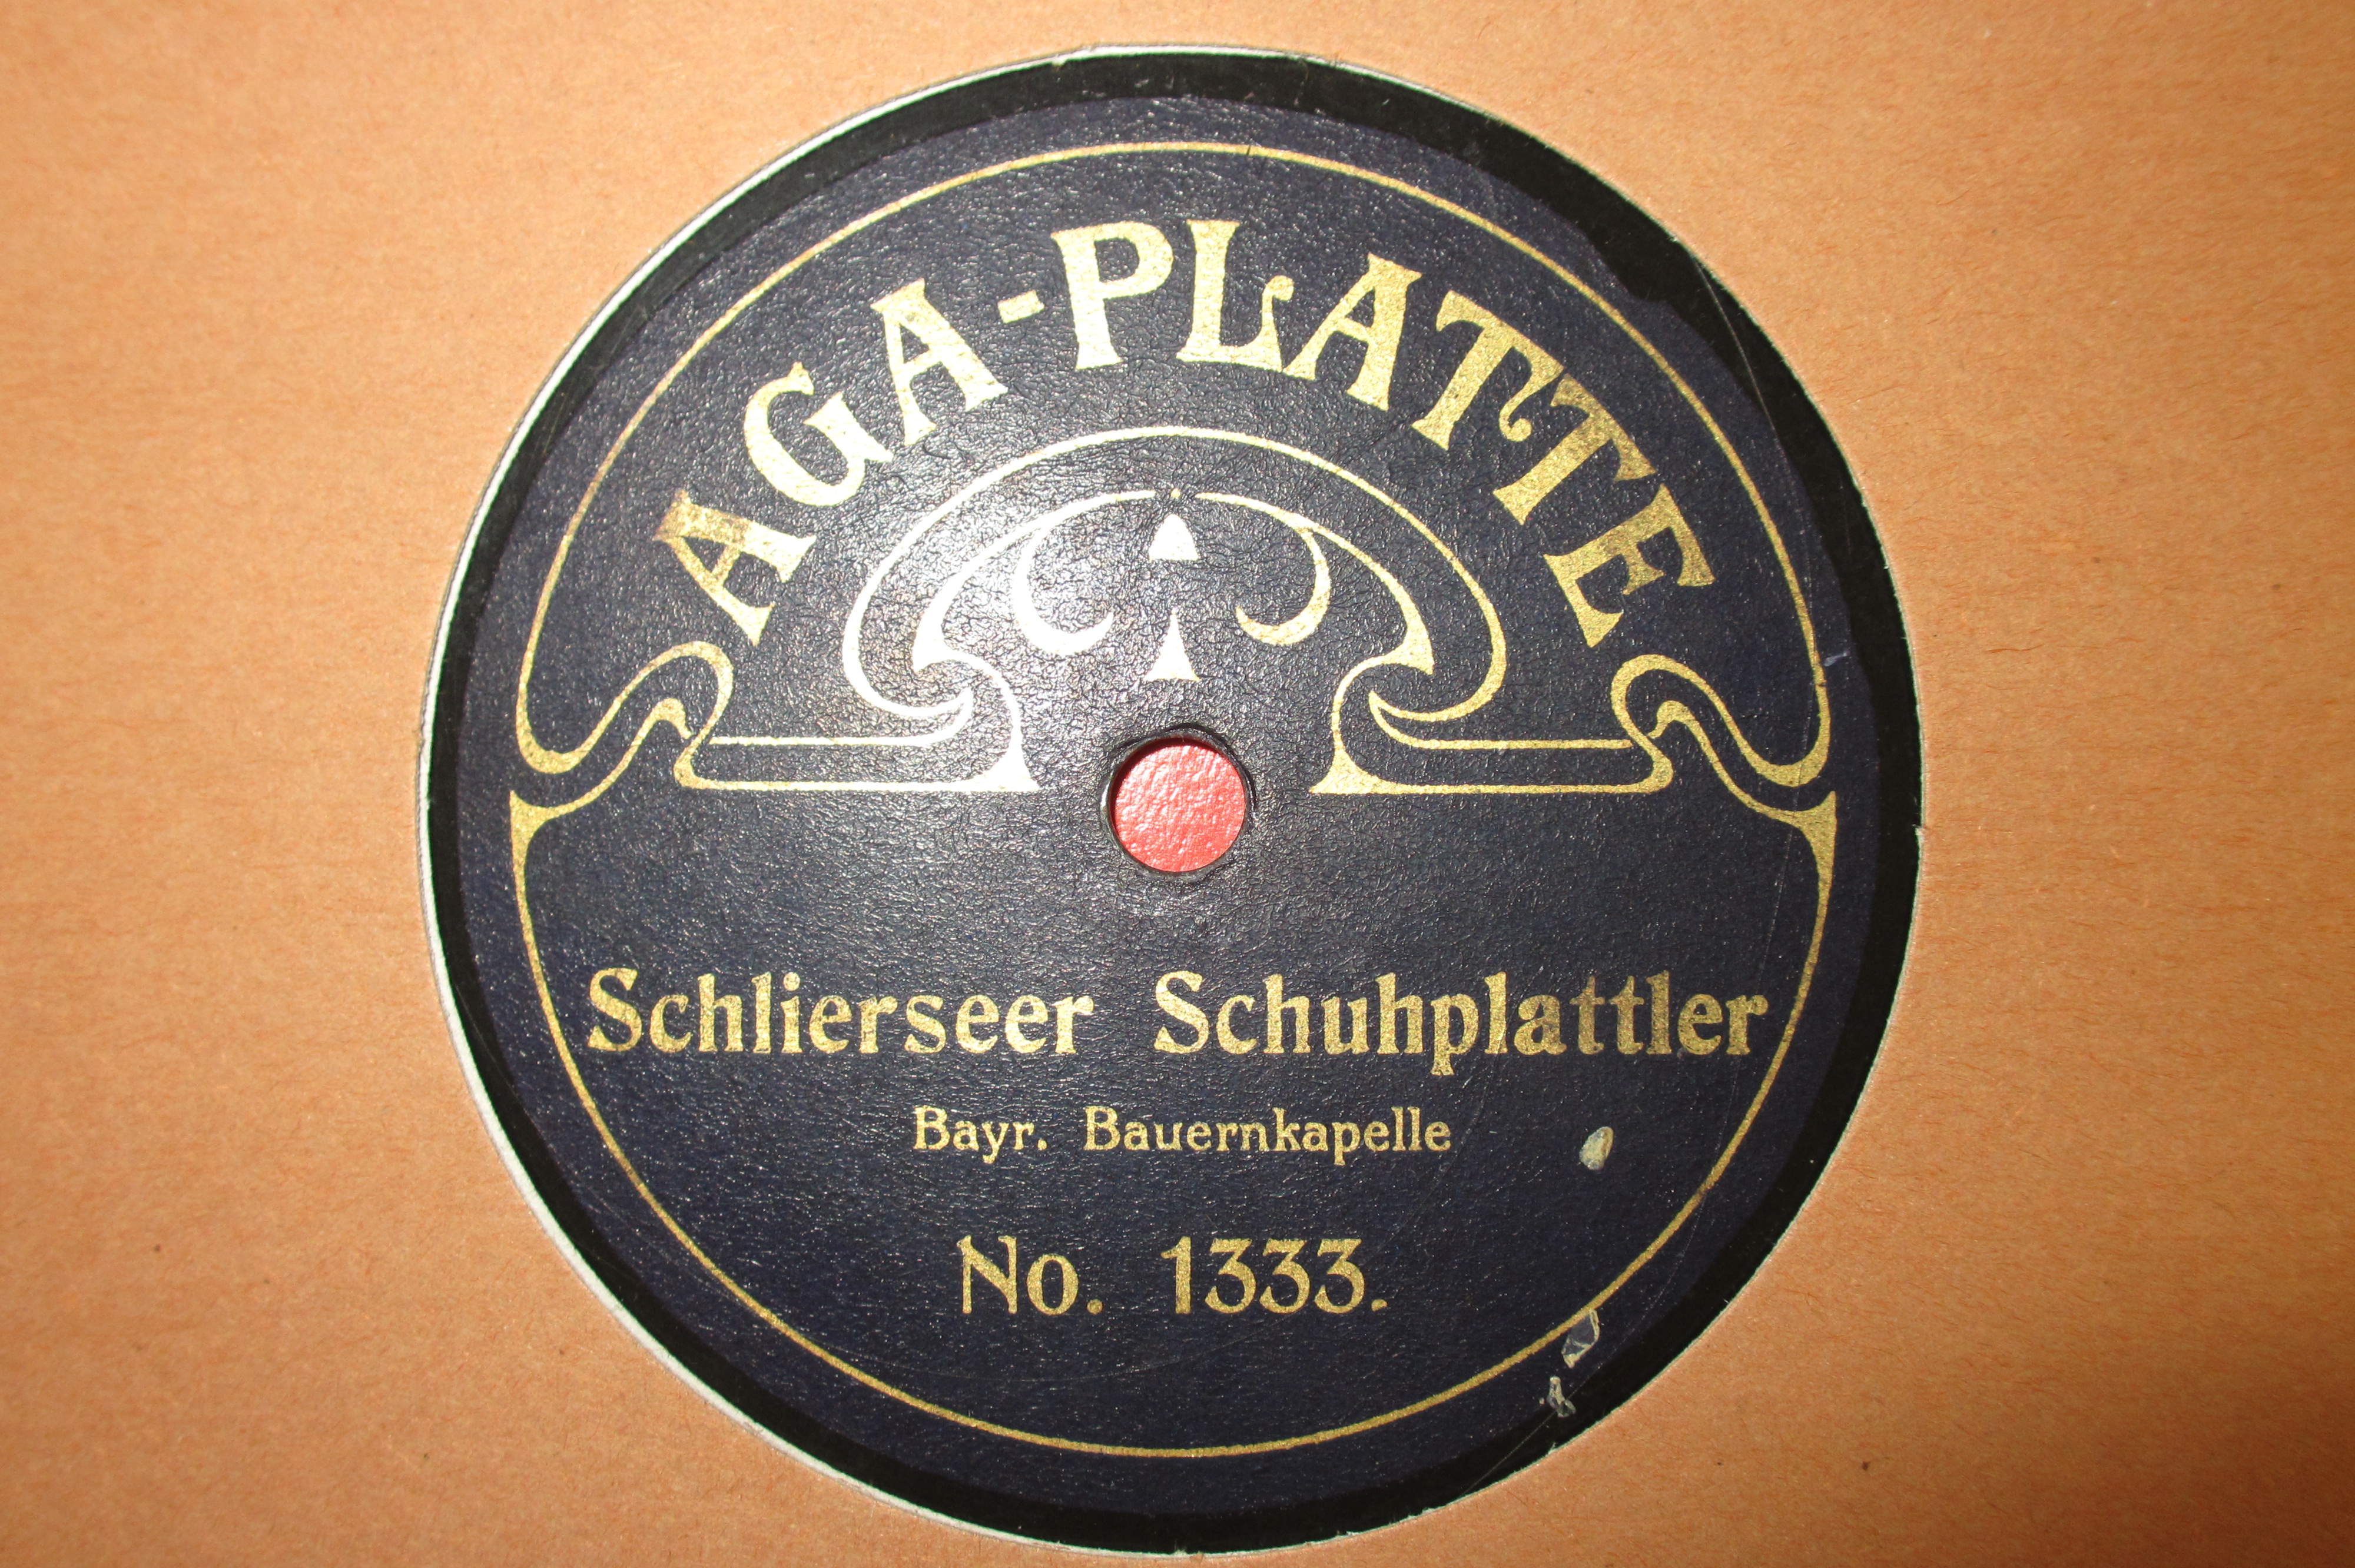 AGA-PLATTE
Schlierseer Schuhplattler
Bayr. Bauernkapelle
No. 1333.